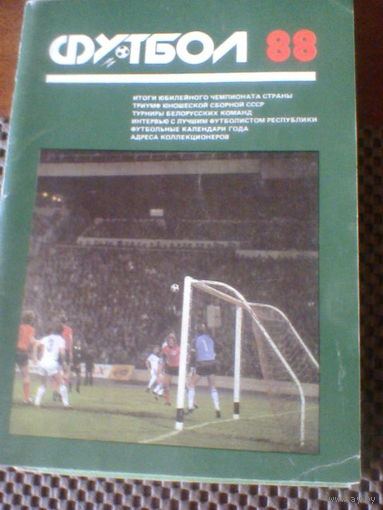 ФУТБОЛ 88
ИТОГИ ЮБИЛЕЙНОГО ЧЕМПИОНАТА СТРАНЫ
ТРИУМФ ЮНОШЕСКОЙ СБОРНОЙ СССР
ТУРНИРЫ БЕЛОРУССКИХ КОМАНД
ИНТЕРВЬЮ С ЛУЧШИМ ФУТБОЛИСТОМ РЕСПУБЛИКИ
ФУТБОЛЬНЫЕ КАЛЕНДАРИ ГОДА
АДРЕСА КОЛЛЕКЦИОНЕРОВ